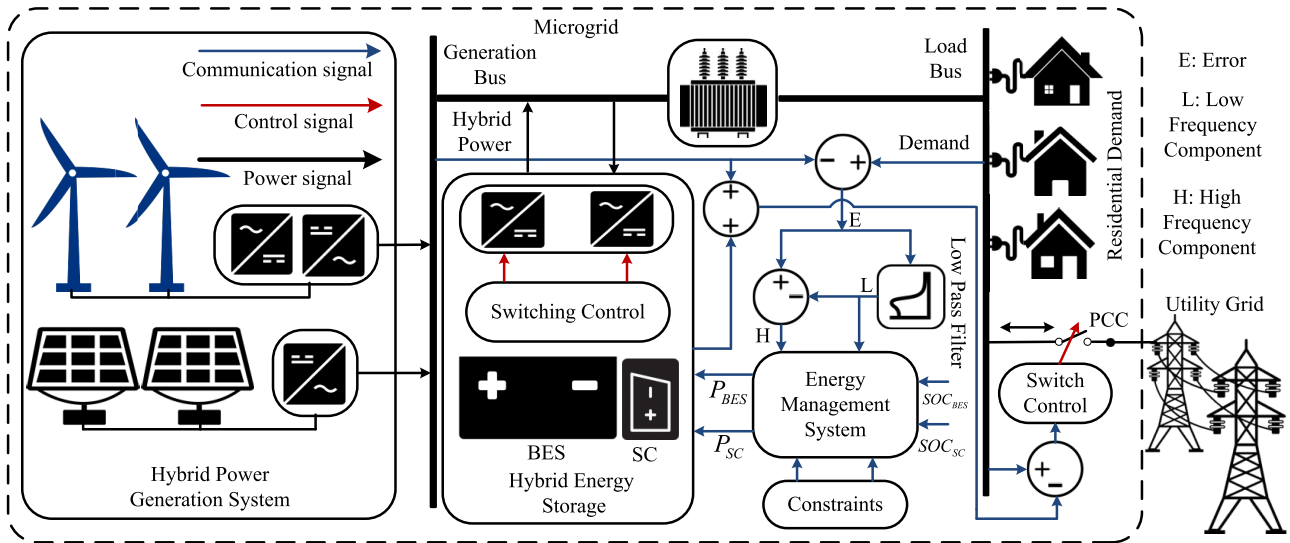 Microgrid
Communication signal
Control signal
Power signal
Hybrid Power
Generation System
Generation
Bus
Hybrid
Power
Switching Control
BES
SC
Hybrid Energy
Storage
Load
Bus
Demand
E
L
H
Low Pass Filter
Energy
Management
System
P_BES
P_SC
SOC_BES
SOC_SC
Constraints
Residential Demand
PCC
Switch
Control
Utility Grid
E: Error
L: Low
Frequency
Component
H: High
Frequency
Component